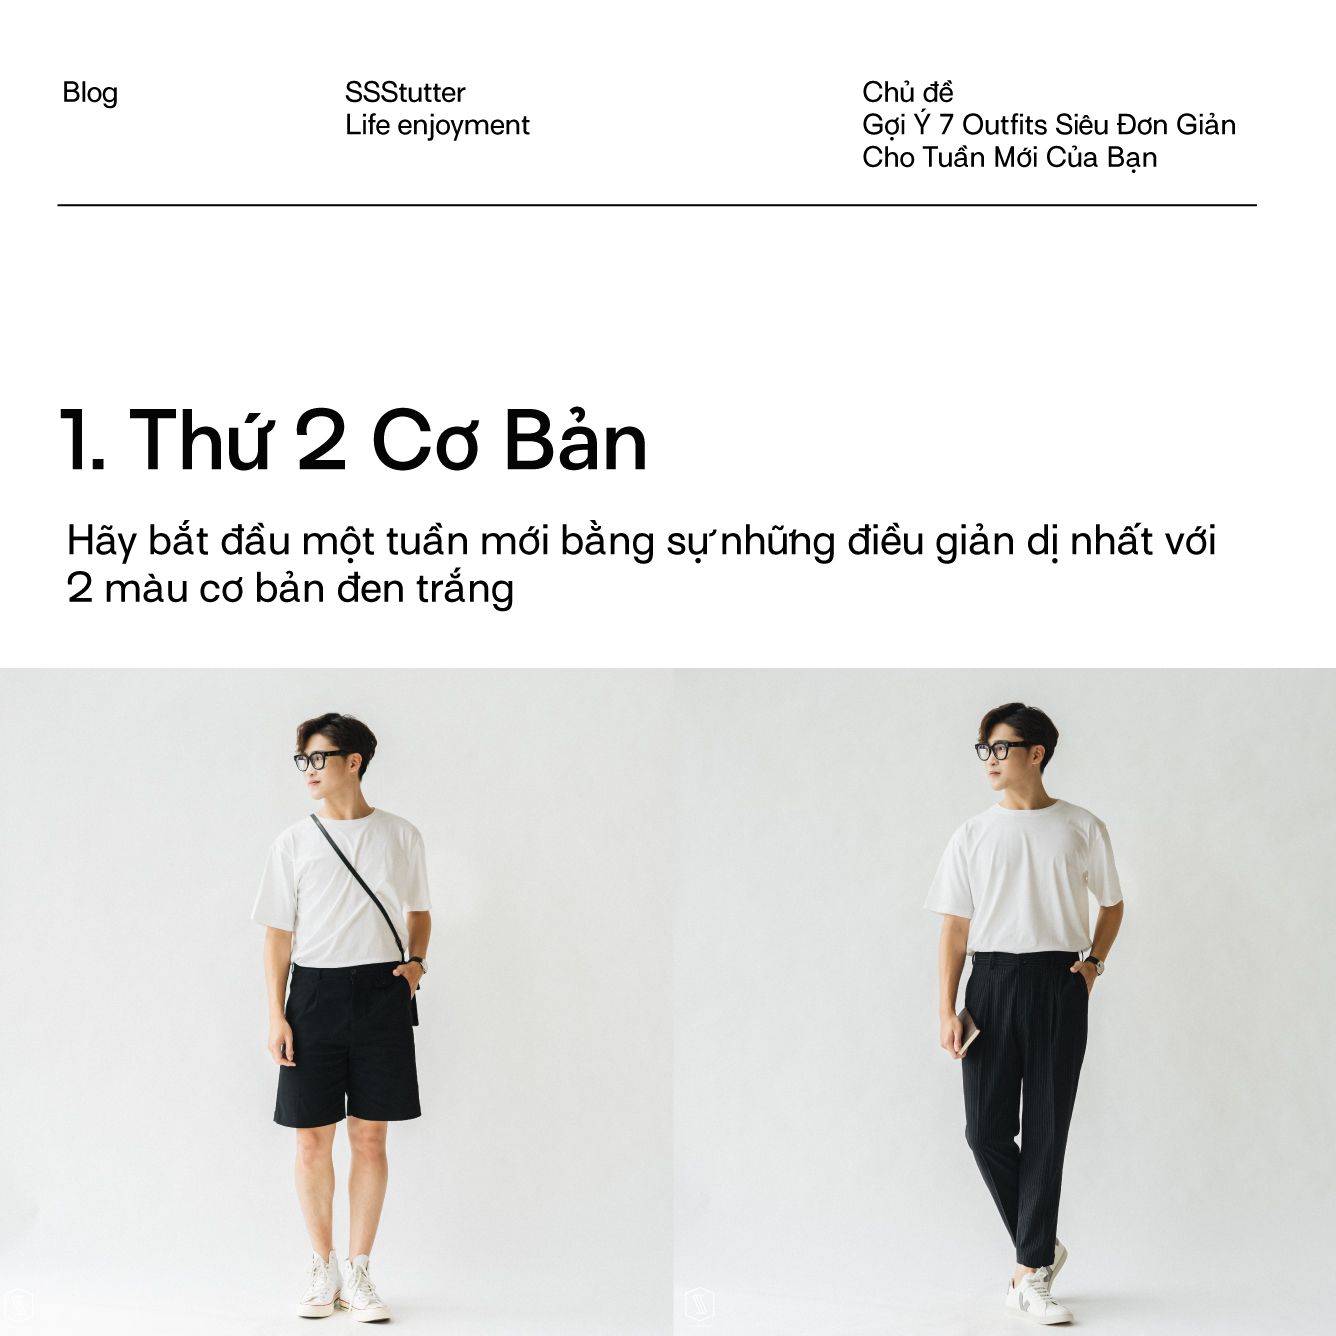 Blog
SSStutter
Life enjoyment
Chủ đề
Gợi Ý 7 Outfits Siêu Đơn Giản
Cho Tuần Mới Của Bạn
1. Thứ 2 Cơ Bản
Hãy bắt đầu một tuần mới bằng sự những điều giản dị nhất với
2 màu cơ bản đen trắng